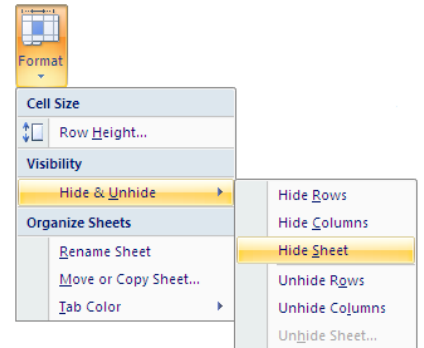 Format
Cell Size
Row Height...
Visibility
Hide & Unhide
Organize Sheets
Rename Sheet
Move or Copy Sheet...
Tab Color
Hide Rows
Hide Columns
Hide Sheet
Unhide Rows
Unhide Columns
Unhide Sheet...